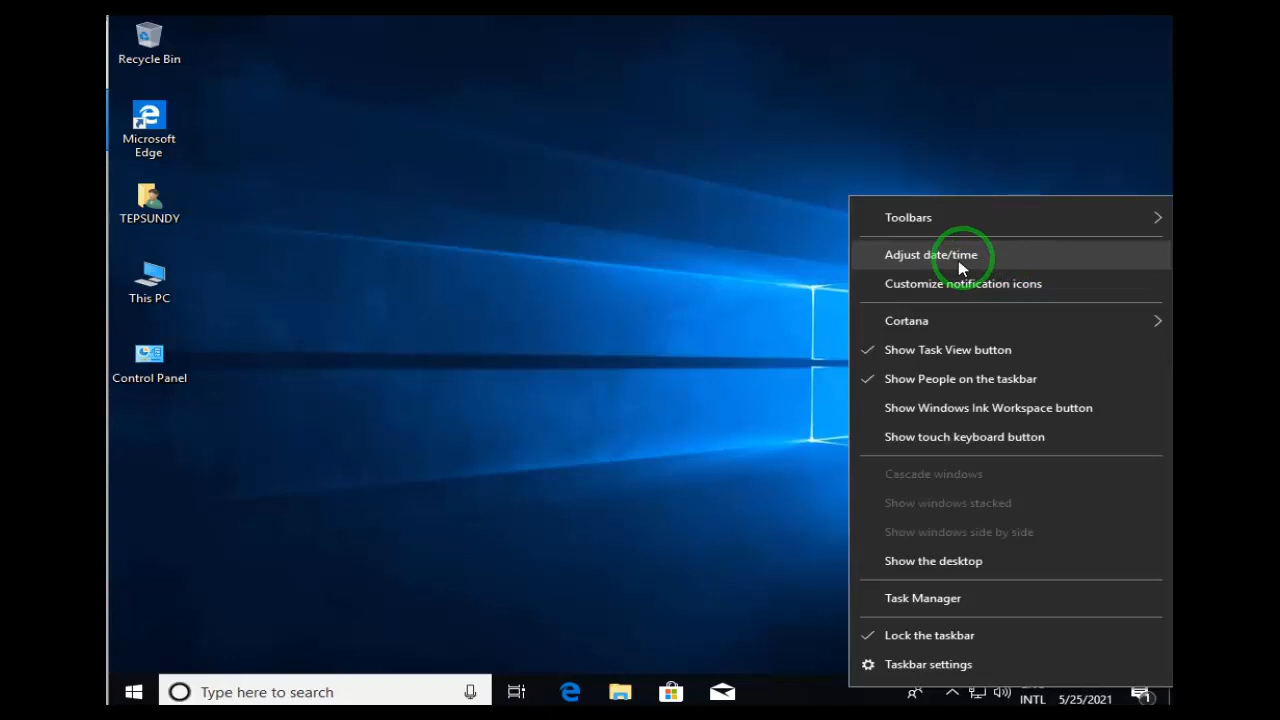 Recycle Bin
Microsoft
Edge
TEPSUNDY
This PC
Control Panel
Toolbars
Adjust date/time
Customize notification icons
Cortana
Show Task View button
Show People on the taskbar
Show Windows Ink Workspace button
Show touch keyboard button
Cascade windows
Show windows stacked
Show windows side by side
Show the desktop
Task Manager
Lock the taskbar
Taskbar settings
Type here to search
INTL
5/25/2021
1